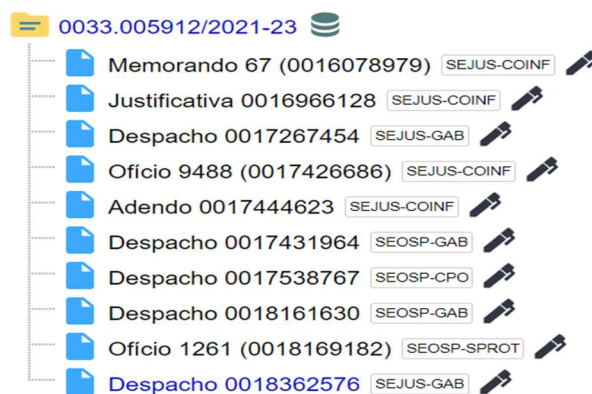 0033.005912/2021-23
Memorando 67 (0016078979) SEJUS-COINF
Justificativa 0016966128 SEJUS-COINF
Despacho 0017267454 SEJUS-GAB
Ofício 9488 (0017426686) SEJUS-COINF
Adendo 0017444623 SEJUS-COINF
Despacho 0017431964 SEOSP-GAB
Despacho 0017538767 SEOSP-CPO
Despacho 0018161630 SEOSP-GAB
Ofício 1261 (0018169182) SEOSP-SPROT
Despacho 0018362576 SEJUS-GAB